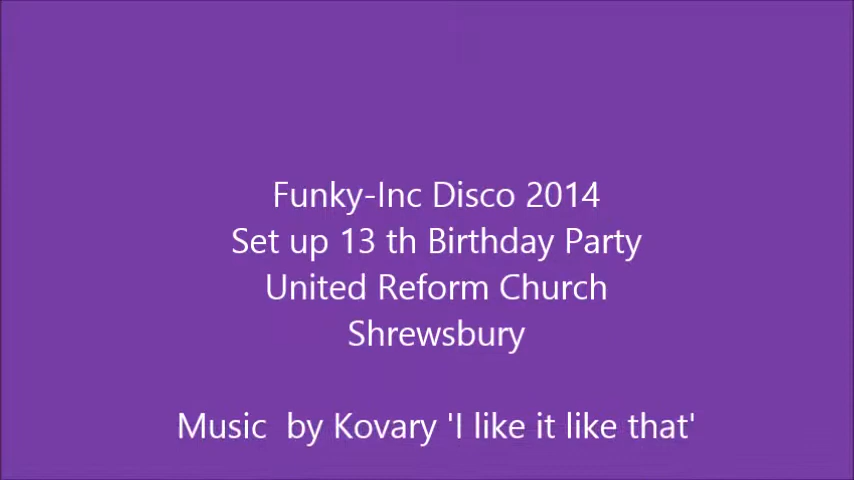 Funky-Inc Disco 2014
Set up 13 th Birthday Party
United Reform Church
Shrewsbury
Music  by Kovary 'I like it like that'